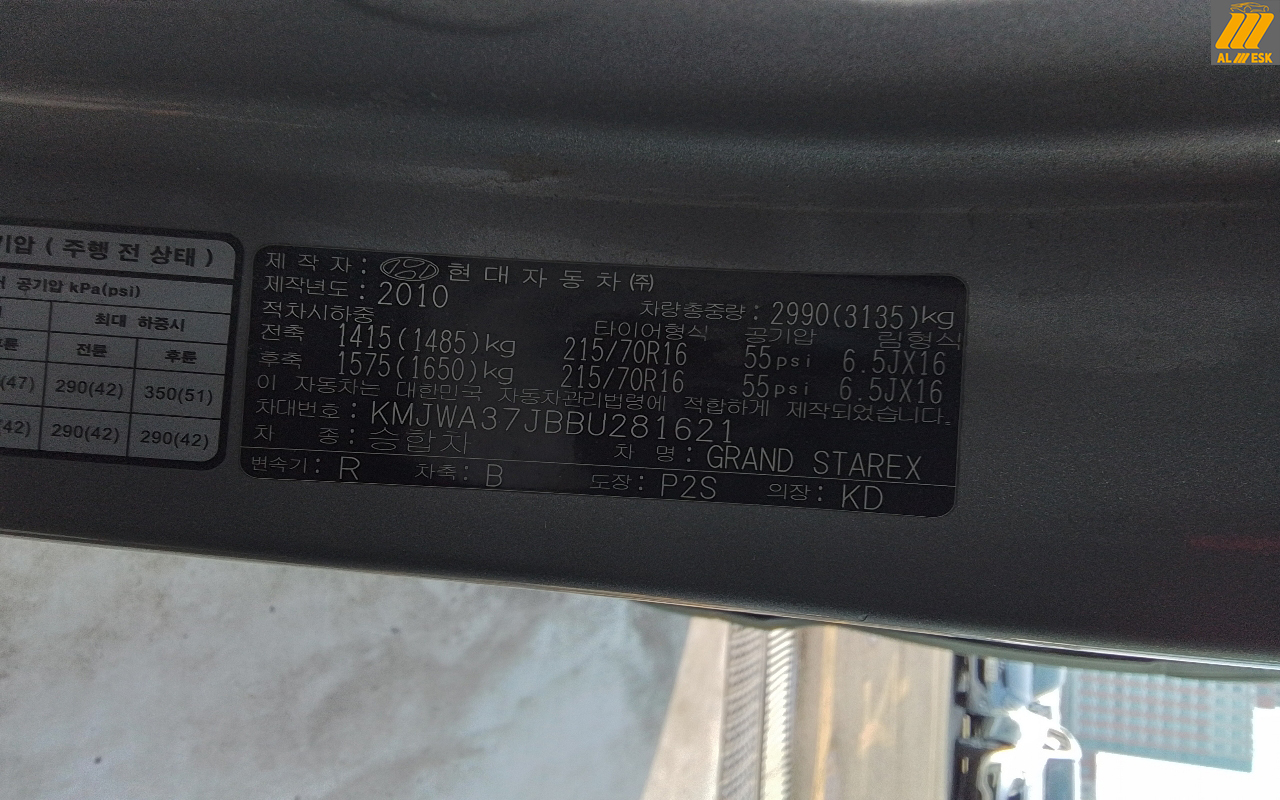 기압 ( 주행 전 상태 )
공기압 kPa(psi)
최대 하중시
륜 전륜 후륜
(47) 290(42) 350(51)
(42) 290(42) 290(42)
제 작 자 : 현 대 자 동 차 ㈜
제작년도 : 2010
차량총중량 : 2990(3135)kg
적차시하중 타이어형식 공기압 림형식
전축 1415(1485)kg 215/70R16 55psi 6.5JX16
후축 1575(1650)kg 215/70R16 55psi 6.5JX16
이 자동차는 대한민국 자동차관리법령에 적합하게 제작되었습니다.
차대번호 : KMJWA37JBBU281621
차 종 : 승합차 차 명 : GRAND STAREX
변속기 : R 차축 : B 도장 : P2S 의장 : KD
AL ESK